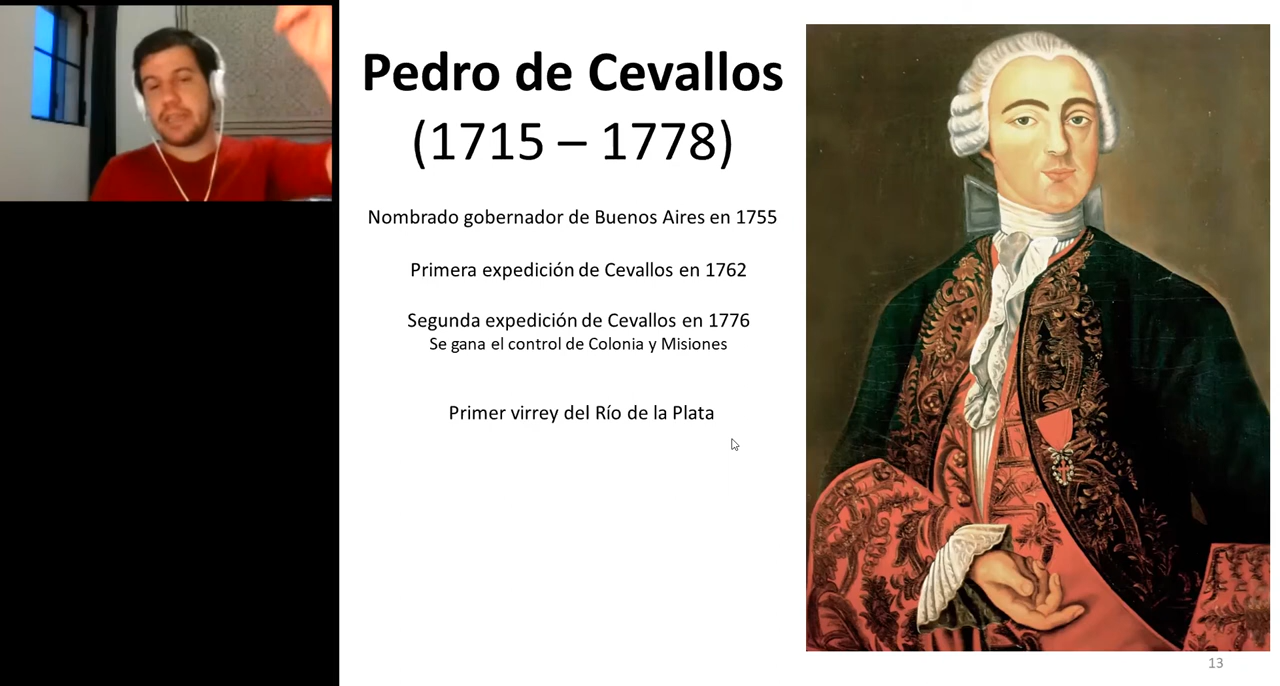 Pedro de Cevallos
(1715 – 1778)
Nombrado gobernador de Buenos Aires en 1755
Primera expedición de Cevallos en 1762
Segunda expedición de Cevallos en 1776
Se gana el control de Colonia y Misiones
Primer virrey del Río de la Plata
13